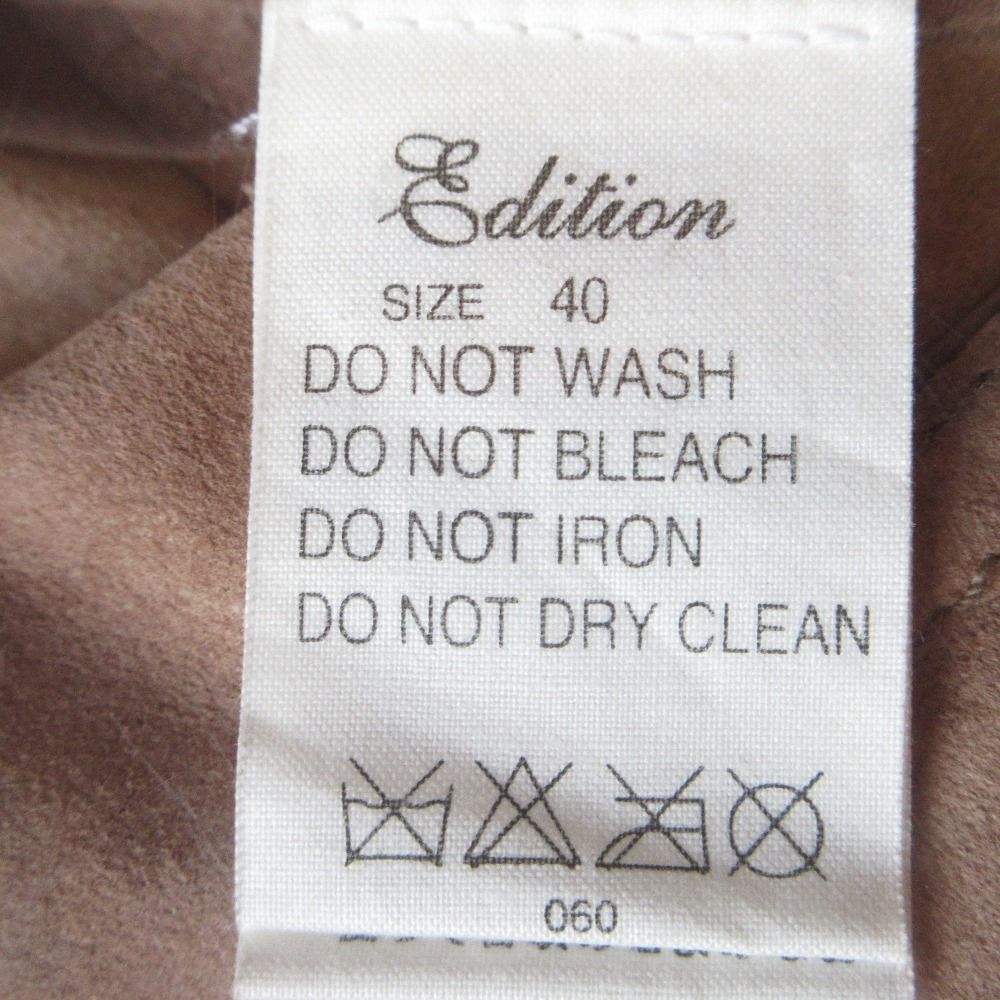 Edition
SIZE 40
DO NOT WASH
DO NOT BLEACH
DO NOT IRON
DO NOT DRY CLEAN
060